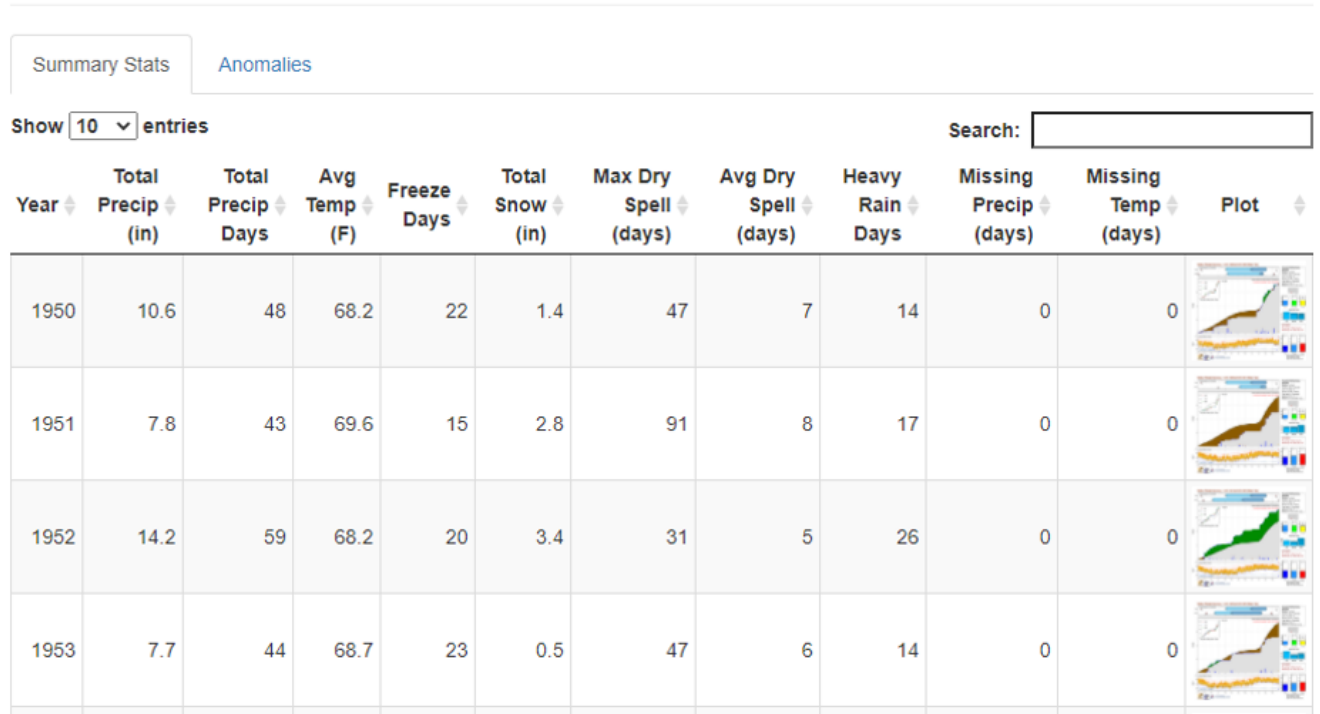 Summary Stats Anomalies
Show 10 entries Search:
Year Total Precip (in) Total Precip Days Avg Temp (F) Freeze Days Total Snow (in) Max Dry Spell (days) Avg Dry Spell (days) Heavy Rain Days Missing Precip (days) Missing Temp (days) Plot
1950 10.6 48 68.2 22 1.4 47 7 14 0 0
1951 7.8 43 69.6 15 2.8 91 8 17 0 0
1952 14.2 59 68.2 20 3.4 31 5 26 0 0
1953 7.7 44 68.7 23 0.5 47 6 14 0 0